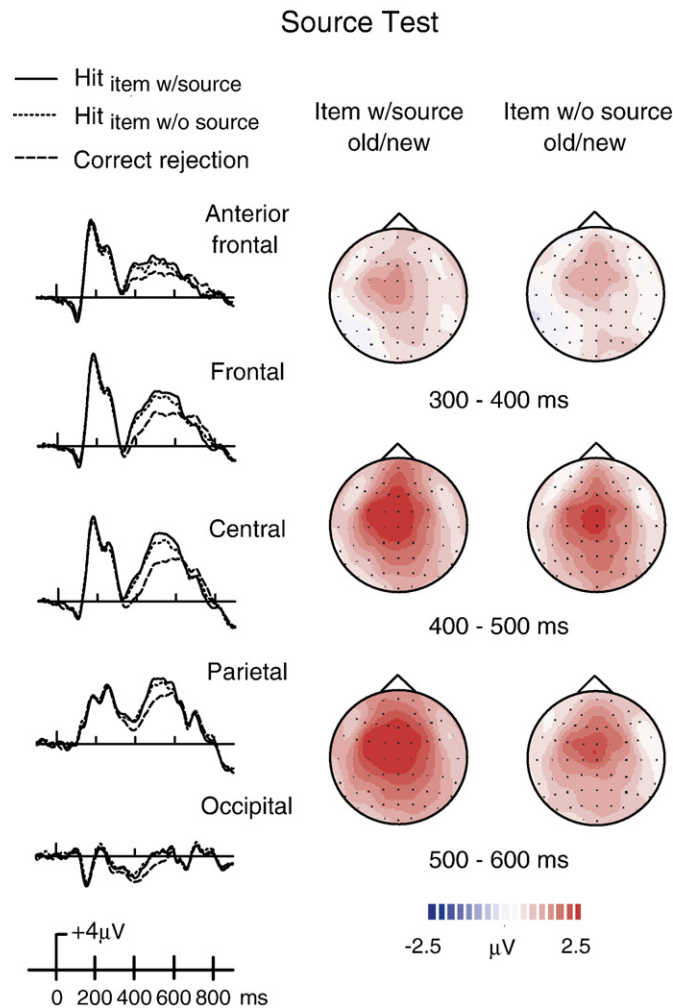 Source Test
Hit item w/source
Hit item w/o source
Correct rejection
Item w/source
old/new
Item w/o source
old/new
Anterior
frontal
300 - 400 ms
Frontal
Central
400 - 500 ms
Parietal
Occipital
500 - 600 ms
+4µV
-2.5 µV 2.5
0 200 400 600 800 ms